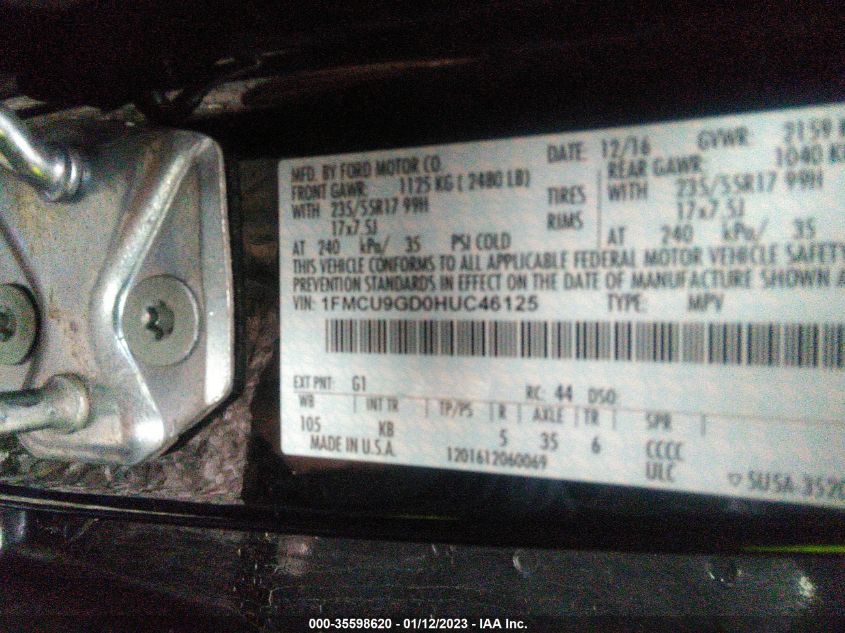 MFD. BY FORD MOTOR CO. DATE: 12/16 GVWR: 2159 K
FRONT GAWR: 1125 KG ( 2480 LB) REAR GAWR: 1040 KG
WITH 235/55R17 99H TIRES WITH 235/55R17 99H
17x7.5J RIMS 17x7.5J
AT 240 kPa/ 35 PSI COLD AT 240 kPa/ 35
THIS VEHICLE CONFORMS TO ALL APPLICABLE FEDERAL MOTOR VEHICLE SAFETY
PREVENTION STANDARDS IN EFFECT ON THE DATE OF MANUFACTURE SHOWN A
VIN: 1FMCU9GD0HUC46125 TYPE: MPV
EXT PNT: G1 RC: 44 DSO:
WB INT TR TP/PS R AXLE TR SPR
105 KB 5 35 6 CCCC
MADE IN U.S.A. 1201612060069 ULC
SUSA-3520
000-35598620 - 01/12/2023 - IAA Inc.